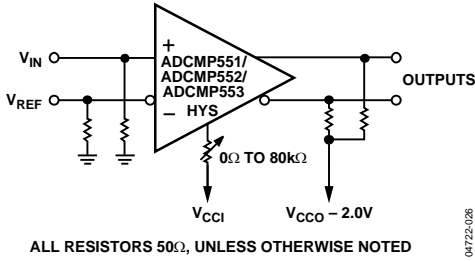 V_IN
V_REF
+
−
ADCMP551/
ADCMP552/
ADCMP553
HYS
OUTPUTS
0Ω TO 80kΩ
V_CCI
V_CCO – 2.0V
ALL RESISTORS 50Ω, UNLESS OTHERWISE NOTED
04722-026